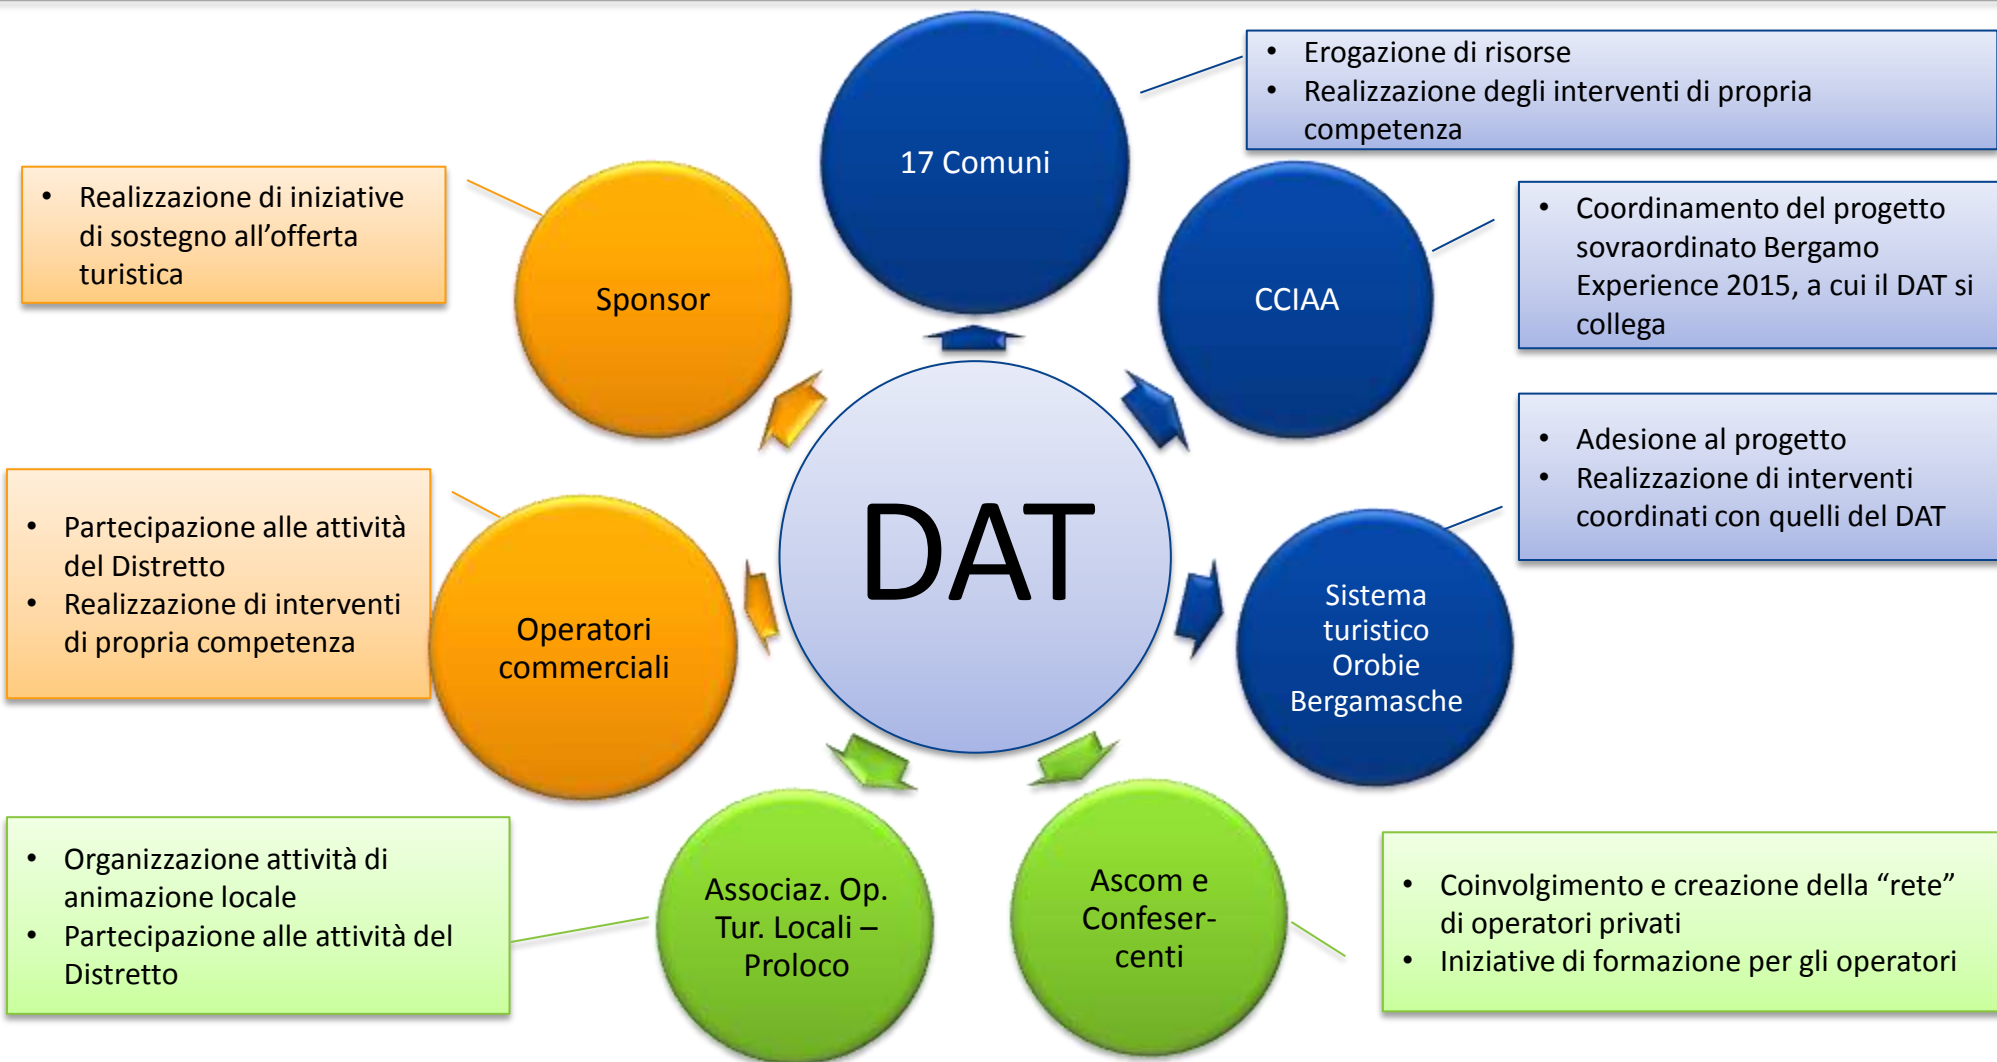 17 Comuni
• Erogazione di risorse
• Realizzazione degli interventi di propria
competenza
CCIAA
• Coordinamento del progetto
sovraordinato Bergamo
Experience 2015, a cui il DAT si
collega
Sistema
turistico
Orobie
Bergamasche
• Adesione al progetto
• Realizzazione di interventi
coordinati con quelli del DAT
Ascom e
Confeser-
centi
• Coinvolgimento e creazione della “rete”
di operatori privati
• Iniziative di formazione per gli operatori
Associaz. Op.
Tur. Locali –
Proloco
• Organizzazione attività di
animazione locale
• Partecipazione alle attività del
Distretto
Operatori
commerciali
• Partecipazione alle attività
del Distretto
• Realizzazione di interventi
di propria competenza
Sponsor
• Realizzazione di iniziative
di sostegno all’offerta
turistica
DAT